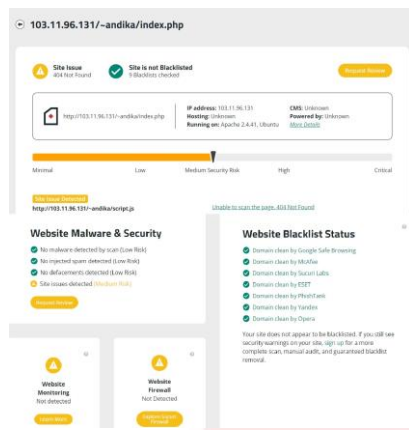 103.11.96.131/~andika/index.php
Site Issue
404 Not Found
Site is not Blacklisted
9 Blacklists checked
Request Review
http://103.11.96.131/~andika/index.php
IP address: 103.11.96.131
Hosting: Unknown
Running on: Apache 2.4.41, Ubuntu
CMS: Unknown
Powered by: Unknown
More Details
Minimal Low Medium Security Risk High Critical
Site Issue Detected
http://103.11.96.131/~andika/script.js
Unable to scan the page. 404 Not Found
Website Malware & Security
No malware detected by scan (Low Risk)
No injected spam detected (Low Risk)
No defacements detected (Low Risk)
Site issues detected (Medium Risk)
Request Review
Website Blacklist Status
Domain clean by Google Safe Browsing
Domain clean by McAfee
Domain clean by Sucuri Labs
Domain clean by ESET
Domain clean by PhishTank
Domain clean by Yandex
Domain clean by Opera
Your site does not appear to be blacklisted. If you still see
security warnings on your site, sign up for a more
complete scan, manual audit, and guaranteed blacklist
removal.
Website
Monitoring
Not detected
Learn More
Website
Firewall
Not Detected